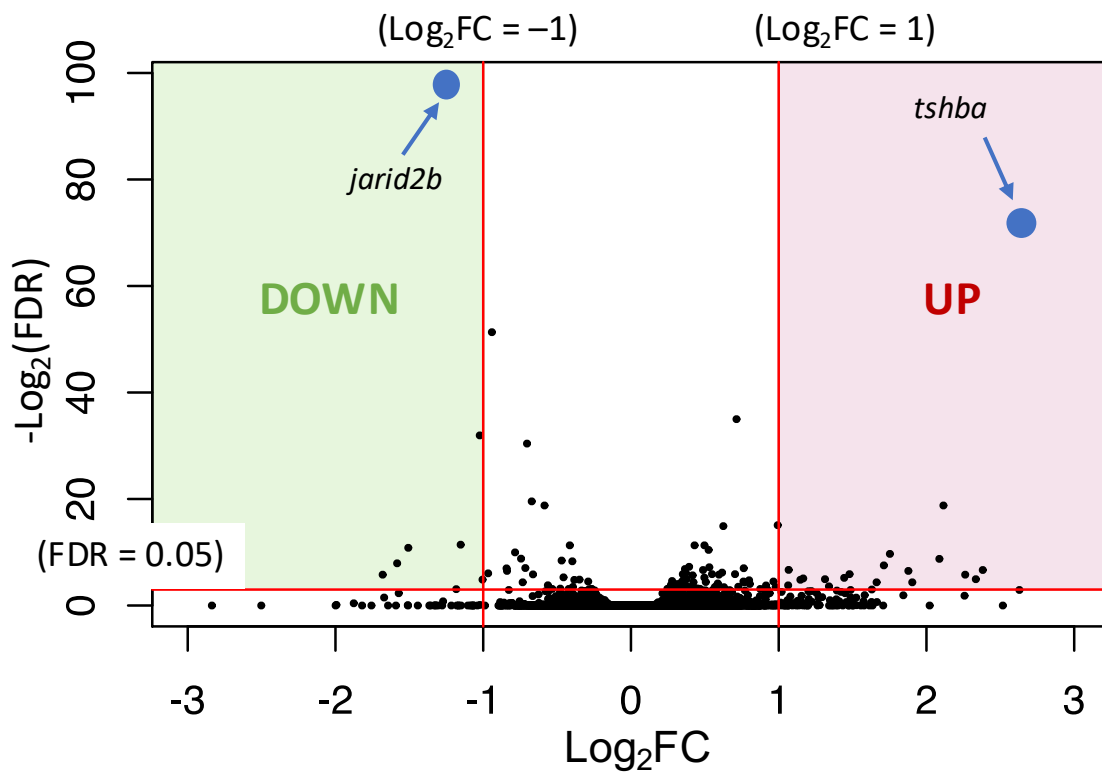 (Log₂FC = –1) (Log₂FC = 1)
100
80
60
40
20
0
-Log₂(FDR)
jarid2b
tshba
DOWN
UP
(FDR = 0.05)
-3 -2 -1 0 1 2 3
Log₂FC